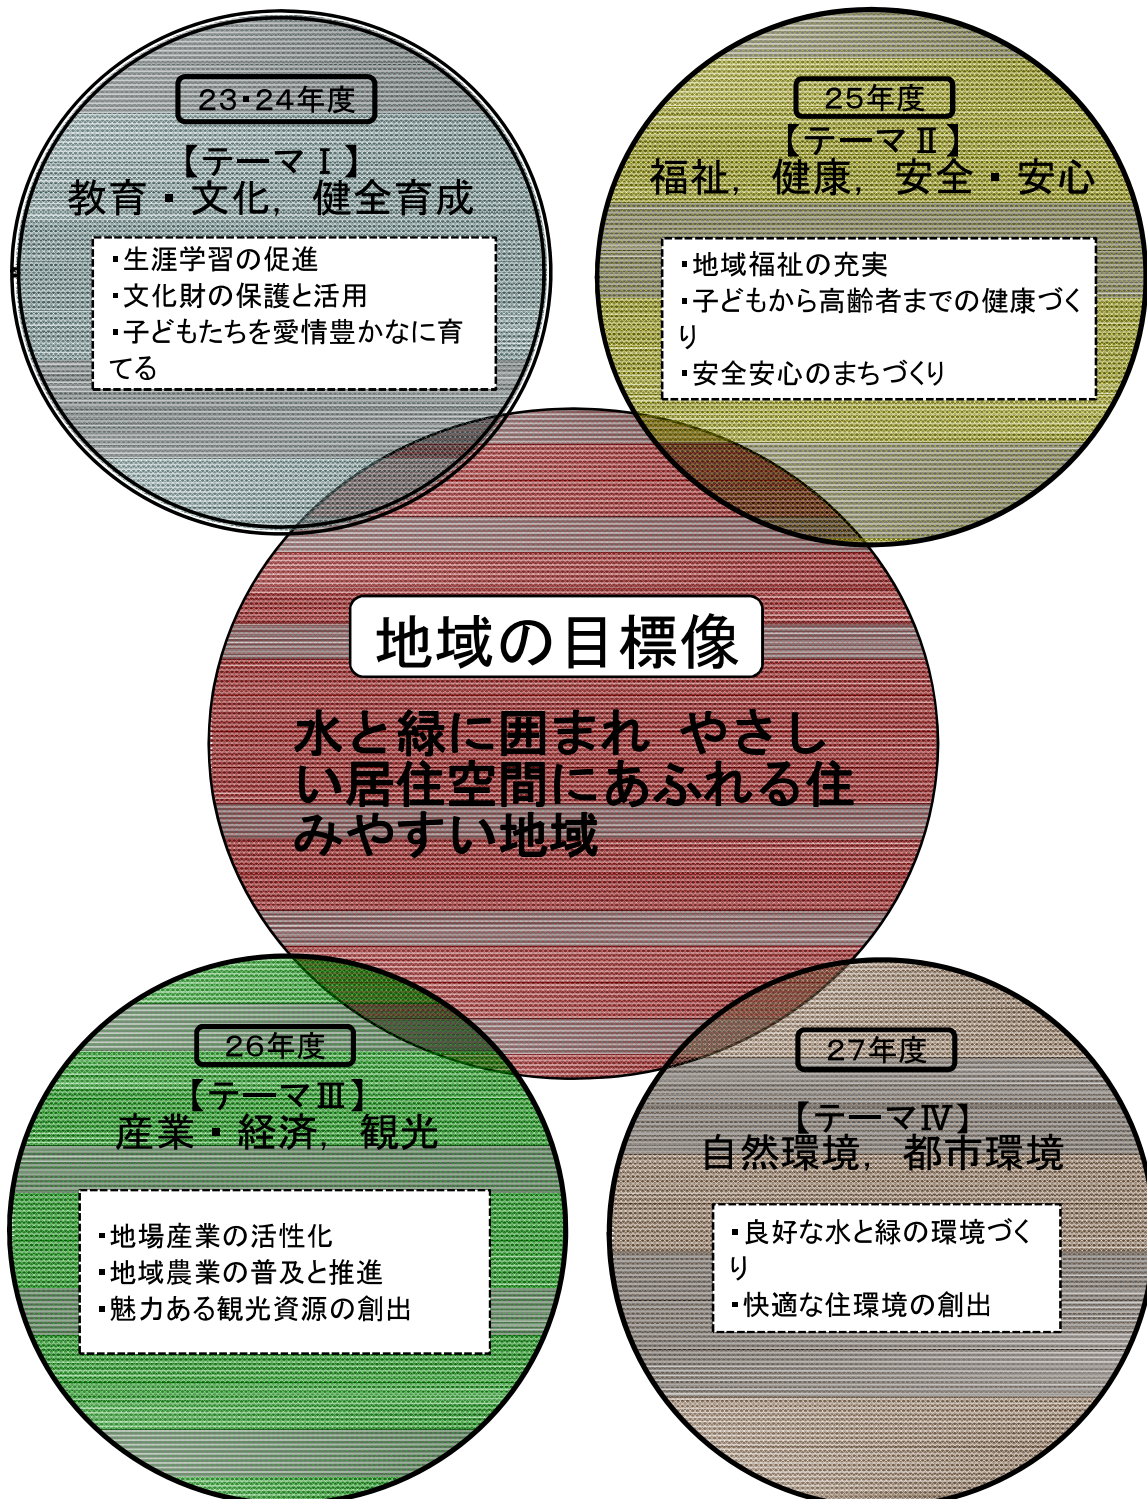 23・24年度
【テーマⅠ】
教育・文化，健全育成
・生涯学習の促進
・文化財の保護と活用
・子どもたちを愛情豊かなに育
てる
25年度
【テーマⅡ】
福祉，健康，安全・安心
・地域福祉の充実
・子どもから高齢者までの健康づく
り
・安全安心のまちづくり
地域の目標像
水と緑に囲まれ　やさし
い居住空間にあふれる住
みやすい地域
26年度
【テーマⅢ】
産業・経済，観光
・地場産業の活性化
・地域農業の普及と推進
・魅力ある観光資源の創出
27年度
【テーマⅣ】
自然環境，都市環境
・良好な水と緑の環境づく
り
・快適な住環境の創出